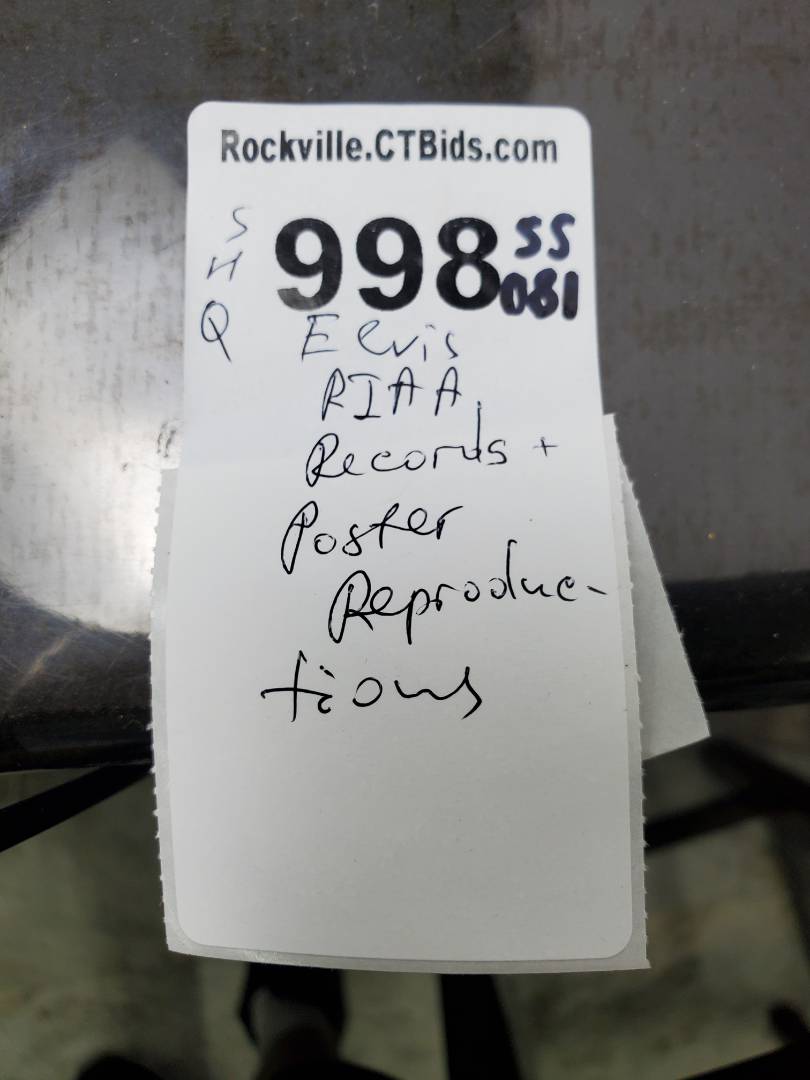 Rockville.CTBids.com
S
H
Q
998 SS
081
Elvis
RIAA
Records +
Poster
Reproduc-
tions